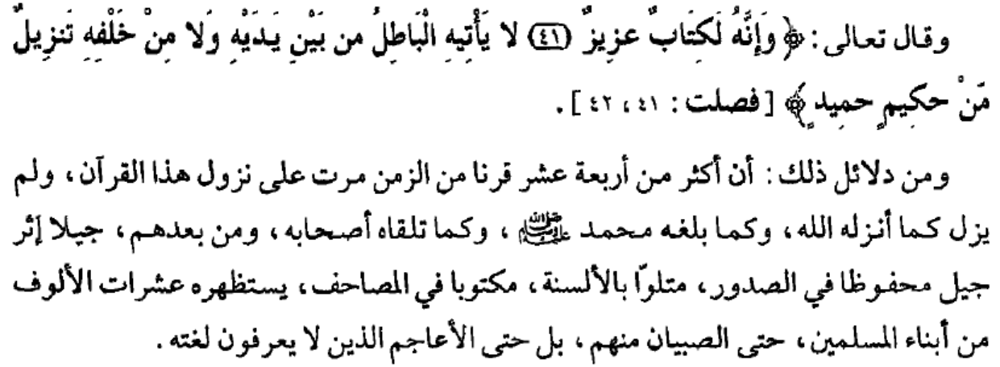 وقال تعالى: ﴿ وَإِنَّهُ لَكِتَابٌ عَزِيزٌ (٤١) لا يَأْتِيهِ الْبَاطِلُ مِن بَيْنِ يَدَيْهِ وَلا مِنْ خَلْفِهِ تَنزِيلٌ
مِّنْ حَكِيمٍ حَمِيدٍ ﴾ [فصلت: ٤١، ٤٢].
ومن دلائل ذلك: أن أكثر من أربعة عشر قرنا من الزمن مرت على نزول هذا القرآن، ولم
يزل كما أنزله الله، وكما بلغه محمد ﷺ، وكما تلقاه أصحابه، ومن بعدهم، جيلا إثر
جيل محفوظا في الصدور، متلوّا بالألسنة، مكتوبا في المصاحف، يستظهره عشرات الألوف
من أبناء المسلمين، حتى الصبيان منهم، بل حتى الأعاجم الذين لا يعرفون لغته.